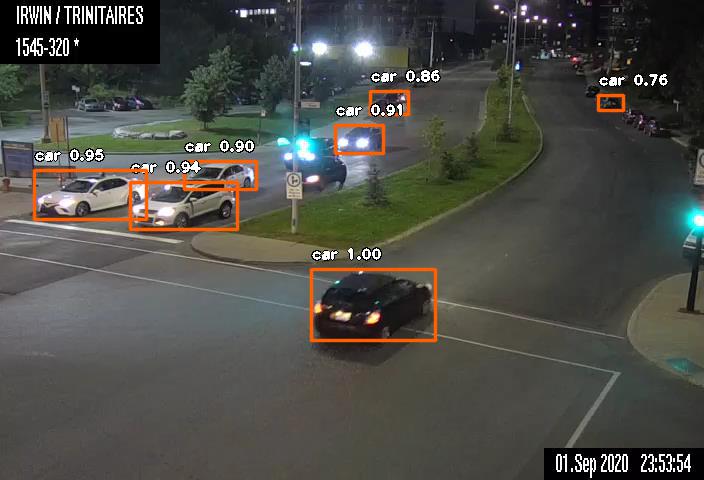 IRWIN / TRINITAIRES
1545-320 *
car 0.86
car 0.76
car 0.91
car 0.90
car 0.95
car 0.94
car 1.00
01.Sep 2020 23:53:54